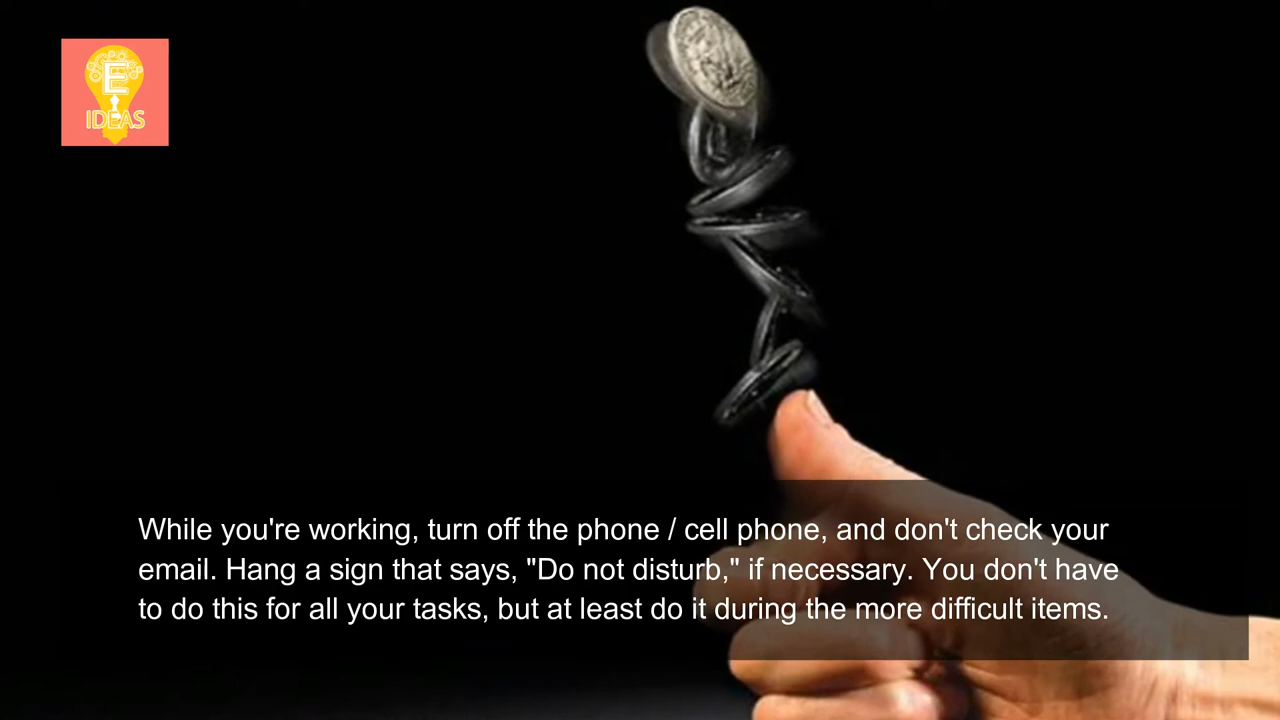 E
IDEAS
While you're working, turn off the phone / cell phone, and don't check your
email. Hang a sign that says, "Do not disturb," if necessary. You don't have
to do this for all your tasks, but at least do it during the more difficult items.